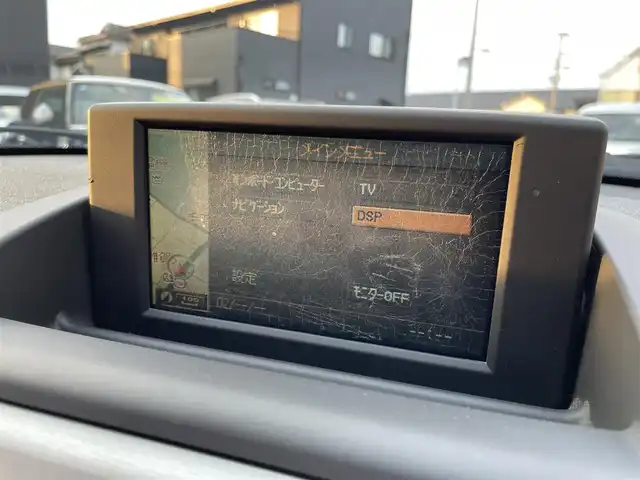 メインメニュー
オンボードコンピューター
TV
ナビゲーション
DSP
設定
モニターOFF